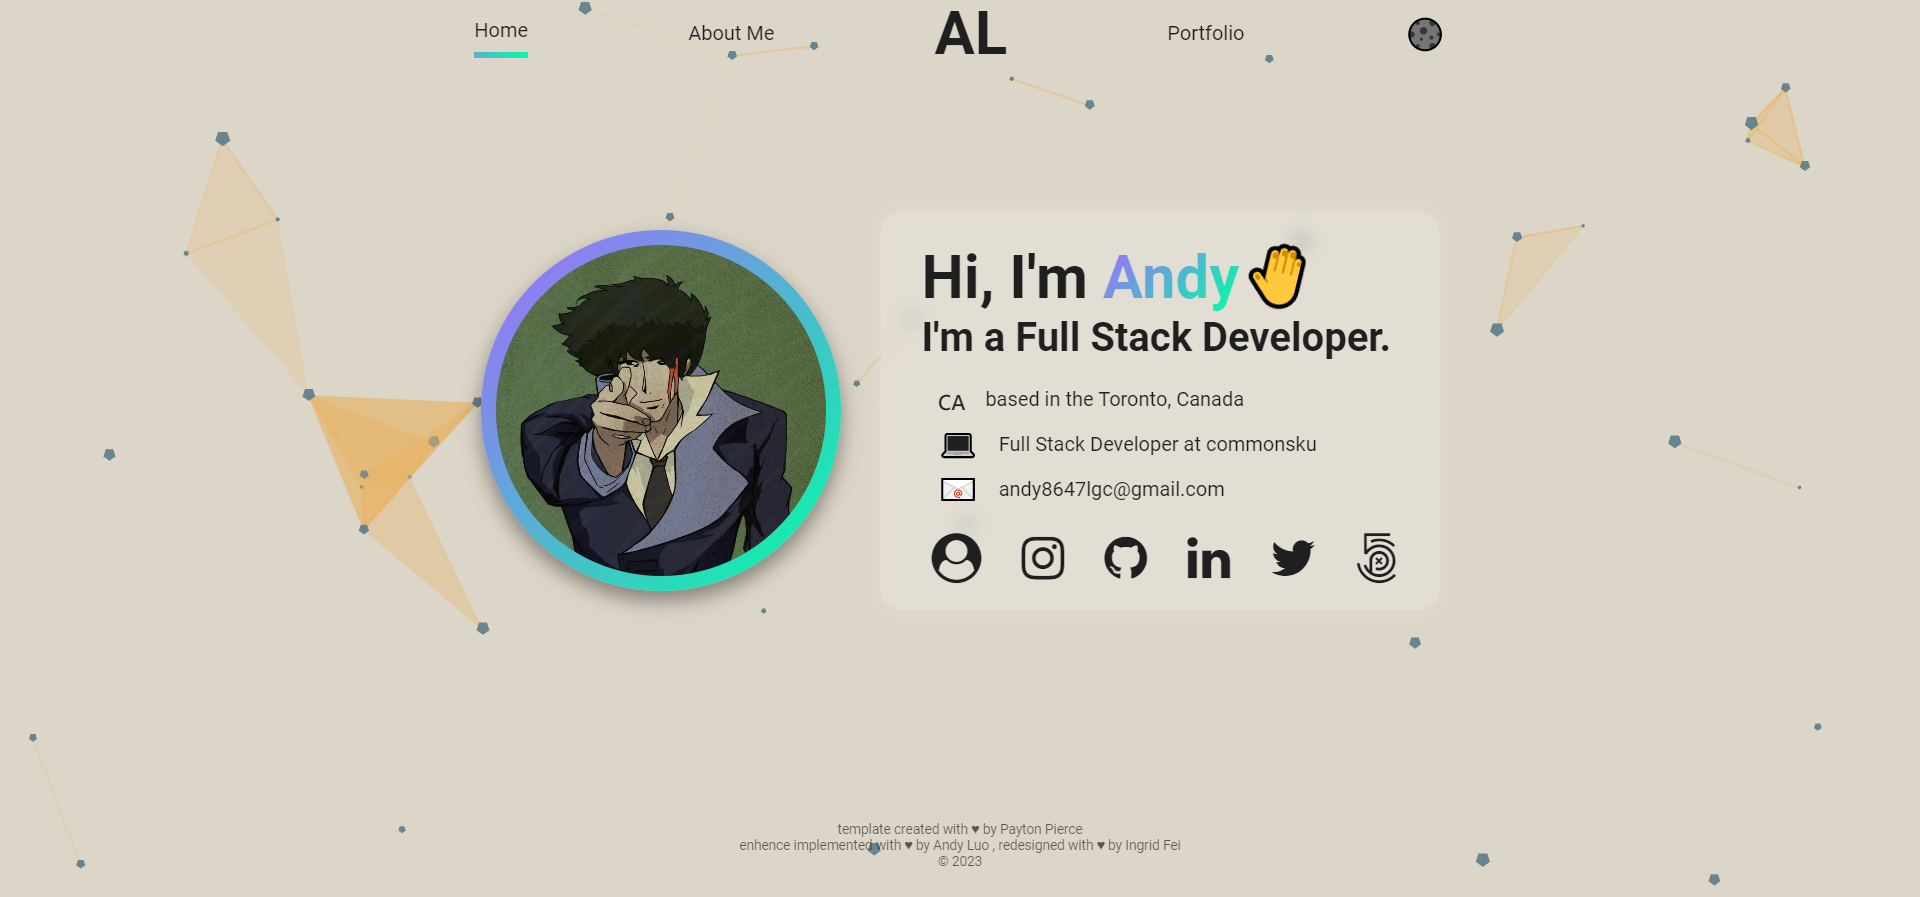 Home
About Me
AL
Portfolio
Hi, I'm Andy
I'm a Full Stack Developer.
CA based in the Toronto, Canada
Full Stack Developer at commonsku
andy8647lgc@gmail.com
template created with ♥ by Payton Pierce
enhence implemented with ♥ by Andy Luo , redesigned with ♥ by Ingrid Fei
© 2023